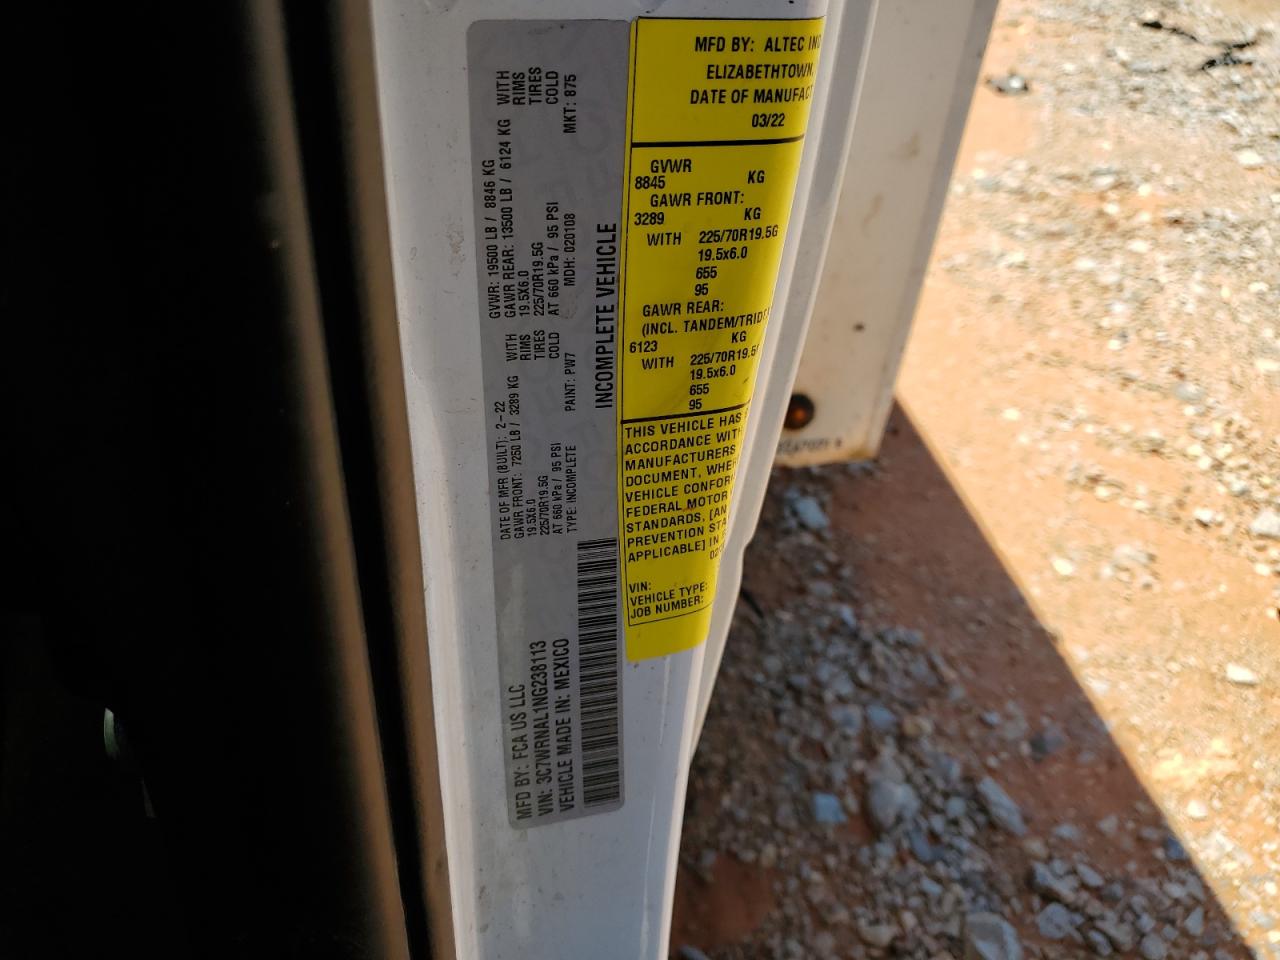 MFD BY: FCA US LLC
VIN: 3C7WRNAL1NG238113
VEHICLE MADE IN: MEXICO
DATE OF MFR (BUILT): 2-22
GAWR FRONT: 7250 LB / 3289 KG WITH
19.5X6.0 RIMS
225/70R19.5G TIRES
AT 660 kPa / 95 PSI COLD
TYPE: INCOMPLETE PAINT: PW7
GVWR: 19500 LB / 8846 KG
GAWR REAR: 13500 LB / 6124 KG WITH
19.5X6.0 RIMS
225/70R19.5G TIRES
AT 660 kPa / 95 PSI COLD
MDH: 020108 MKT: 875
INCOMPLETE VEHICLE
MFD BY: ALTEC
ELIZABETHTOWN,
DATE OF
03/22
GVWR
8845 KG
GAWR FRONT:
3289 KG
WITH 225/70R19.5G
19.5x6.0
655
95
GAWR REAR:
(INCL. TANDEM/
6123 KG
WITH 225/70R19.5
19.5x6.0
655
95
THIS VEHICLE HAS
ACCORDANCE WITH
MANUFACTURERS
DOCUMENT,
VEHICLE
FEDERAL MOTOR
STANDARDS,
PREVENTION
APPLICABLE] IN
VIN:
VEHICLE TYPE:
JOB NUMBER: